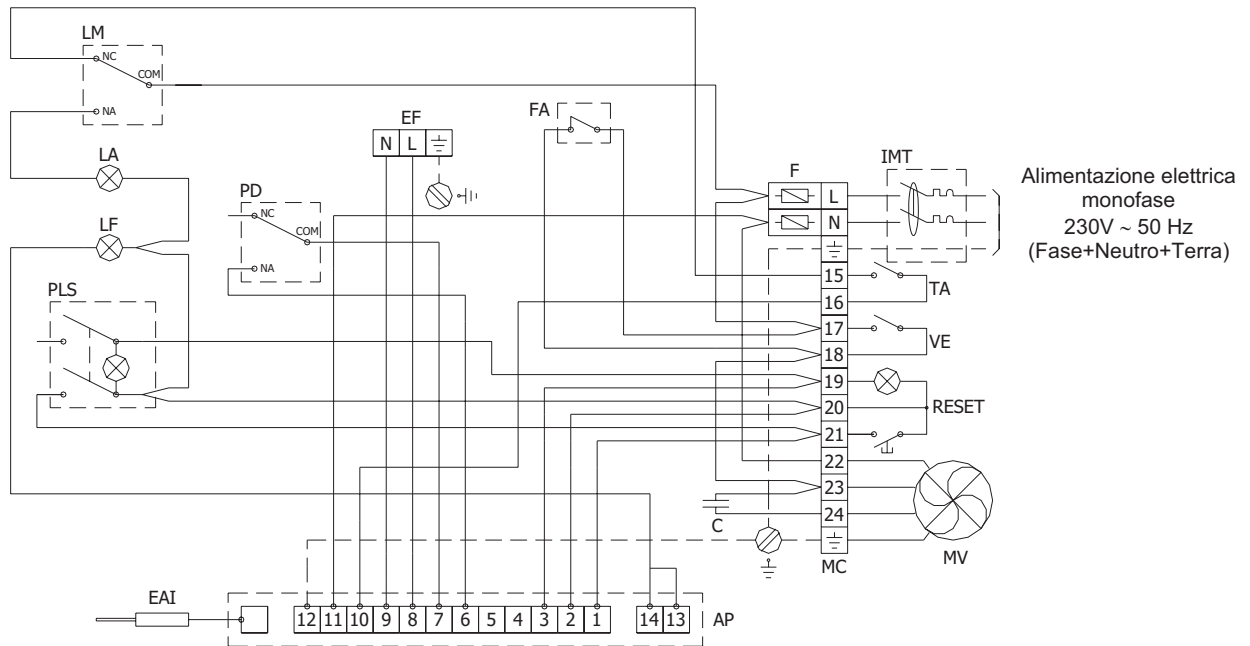 LM
NC
COM
NA
LA
LF
PLS
PD
NC
COM
NA
EF
N L
FA
F
L
N
IMT
Alimentazione elettrica
monofase
230V ~ 50 Hz
(Fase+Neutro+Terra)
15
16
TA
17
18
VE
19
20
21
RESET
22
23
24
C
MC
MV
EAI
12 11 10 9 8 7 6 5 4 3 2 1 14 13
AP